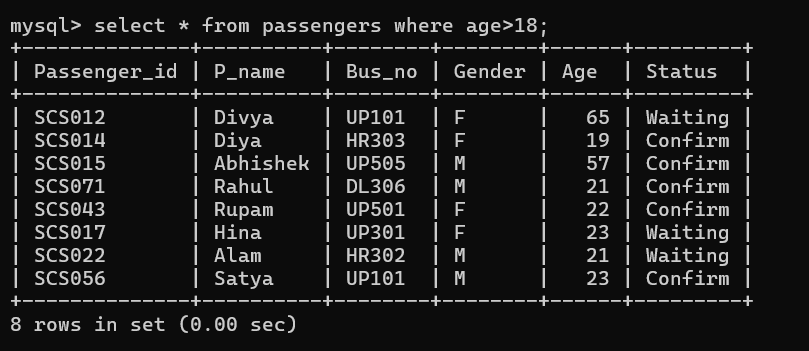 mysql> select * from passengers where age>18;
+--------------+----------+--------+--------+------+---------+
| Passenger_id | P_name   | Bus_no | Gender | Age  | Status  |
+--------------+----------+--------+--------+------+---------+
| SCS012       | Divya    | UP101  | F      |   65 | Waiting |
| SCS014       | Diya     | HR303  | F      |   19 | Confirm |
| SCS015       | Abhishek | UP505  | M      |   57 | Confirm |
| SCS071       | Rahul    | DL306  | M      |   21 | Confirm |
| SCS043       | Rupam    | UP501  | F      |   22 | Confirm |
| SCS017       | Hina     | UP301  | F      |   23 | Waiting |
| SCS022       | Alam     | HR302  | M      |   21 | Waiting |
| SCS056       | Satya    | UP101  | M      |   23 | Confirm |
+--------------+----------+--------+--------+------+---------+
8 rows in set (0.00 sec)